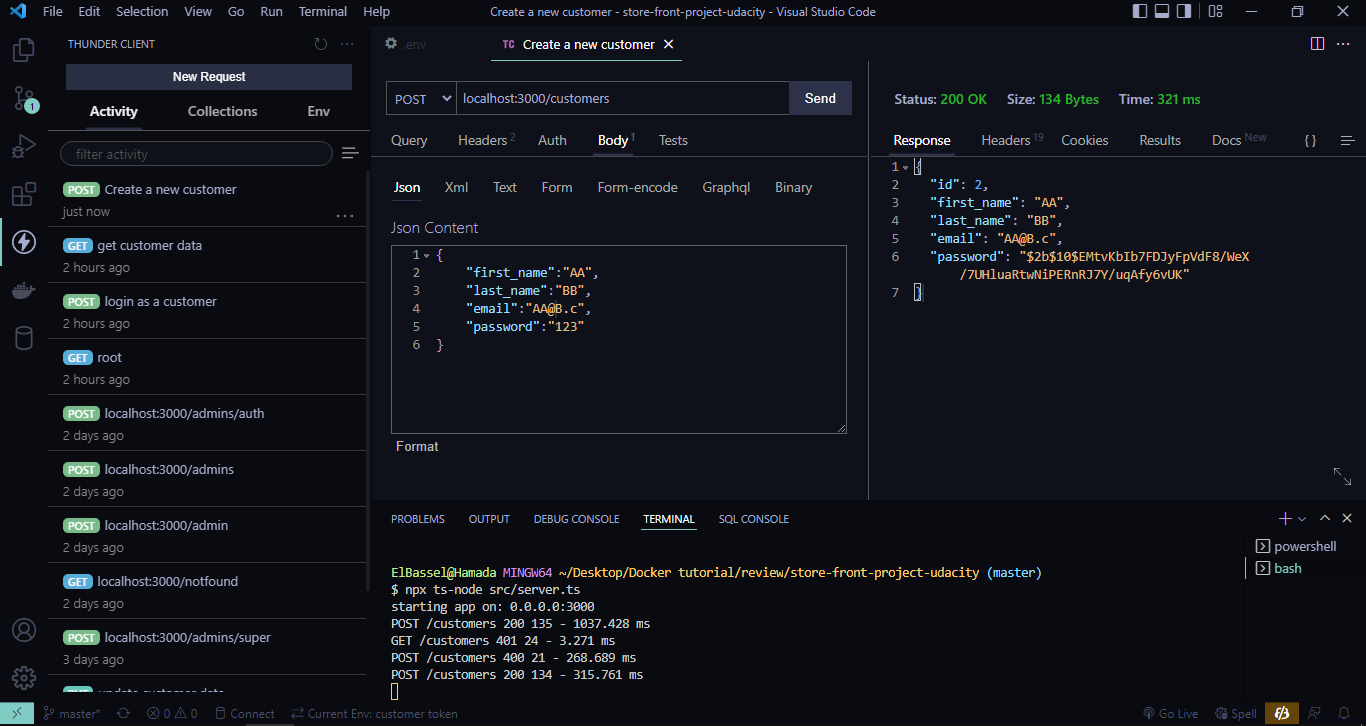 File Edit Selection View Go Run Terminal Help Create a new customer - store-front-project-udacity - Visual Studio Code
THUNDER CLIENT
New Request
Activity Collections Env
filter activity
POST Create a new customer
just now
GET get customer data
2 hours ago
POST login as a customer
2 hours ago
GET root
2 hours ago
POST localhost:3000/admins/auth
2 days ago
POST localhost:3000/admins
2 days ago
POST localhost:3000/admin
2 days ago
GET localhost:3000/notfound
2 days ago
POST localhost:3000/admins/super
3 days ago
1
.env
TC Create a new customer
POST localhost:3000/customers Send
Query Headers 2 Auth Body 1 Tests
Json Xml Text Form Form-encode Graphql Binary
Json Content
1 {
2 "first_name":"AA",
3 "last_name":"BB",
4 "email":"AA@B.c",
5 "password":"123"
6 }
Format
Status: 200 OK Size: 134 Bytes Time: 321 ms
Response Headers 19 Cookies Results Docs New {}
1 {
2 "id": 2,
3 "first_name": "AA",
4 "last_name": "BB",
5 "email": "AA@B.c",
6 "password": "$2b$10$EMtvKbIb7FDJyFpVdF8/WeX
/7UHluaRtwNiPERnRJ7Y/uqAfy6vUK"
7 }
PROBLEMS OUTPUT DEBUG CONSOLE TERMINAL SQL CONSOLE
powershell
bash
ElBassel@Hamada MINGW64 ~/Desktop/Docker tutorial/review/store-front-project-udacity (master)
$ npx ts-node src/server.ts
starting app on: 0.0.0.0:3000
POST /customers 200 135 - 1037.428 ms
GET /customers 401 24 - 3.271 ms
POST /customers 400 21 - 268.689 ms
POST /customers 200 134 - 315.761 ms
master* 0 0 Connect Current Env: customer token Go Live Spell